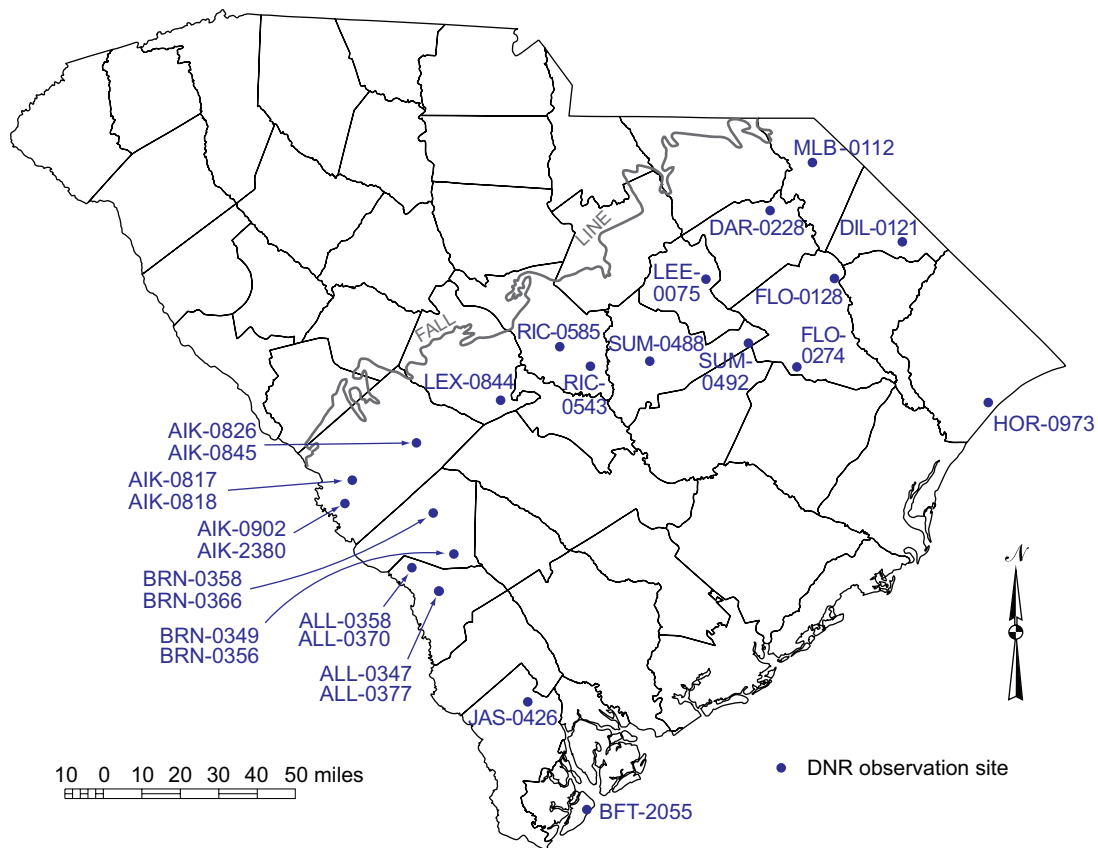 MLB-0112
DAR-0228
DIL-0121
LINE
LEE-
0075
FLO-0128
FALL
RIC-0585
SUM-0488
FLO-
0274
SUM-
0492
LEX-0844
RIC-
0543
HOR-0973
AIK-0826
AIK-0845
AIK-0817
AIK-0818
AIK-0902
AIK-2380
BRN-0358
BRN-0366
BRN-0349
BRN-0356
ALL-0358
ALL-0370
ALL-0347
ALL-0377
N
JAS-0426
10 0 10 20 30 40 50 miles
DNR observation site
BFT-2055